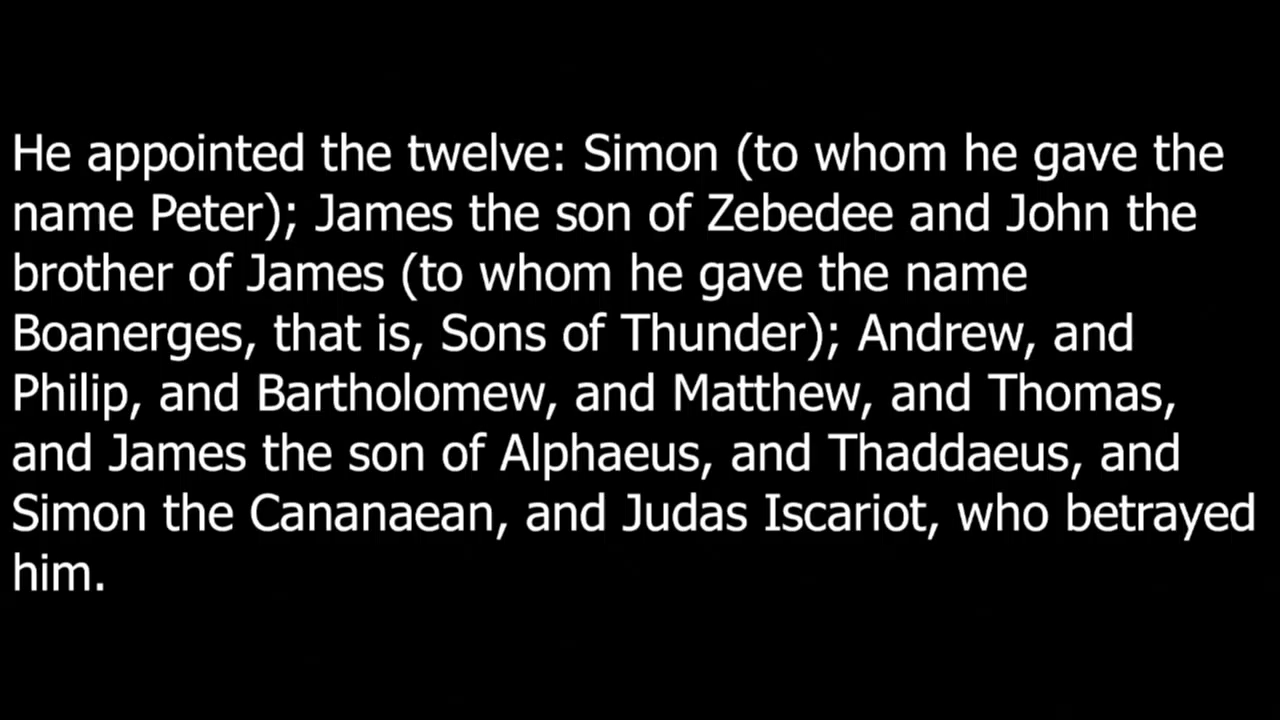 He appointed the twelve: Simon (to whom he gave the
name Peter); James the son of Zebedee and John the
brother of James (to whom he gave the name
Boanerges, that is, Sons of Thunder); Andrew, and
Philip, and Bartholomew, and Matthew, and Thomas,
and James the son of Alphaeus, and Thaddaeus, and
Simon the Cananaean, and Judas Iscariot, who betrayed
him.